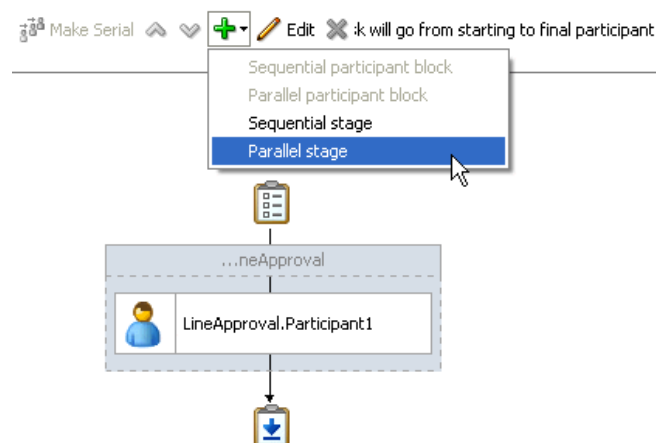 Make Serial Edit :k will go from starting to final participant
Sequential participant block
Parallel participant block
Sequential stage
Parallel stage
...neApproval
LineApproval.Participant1